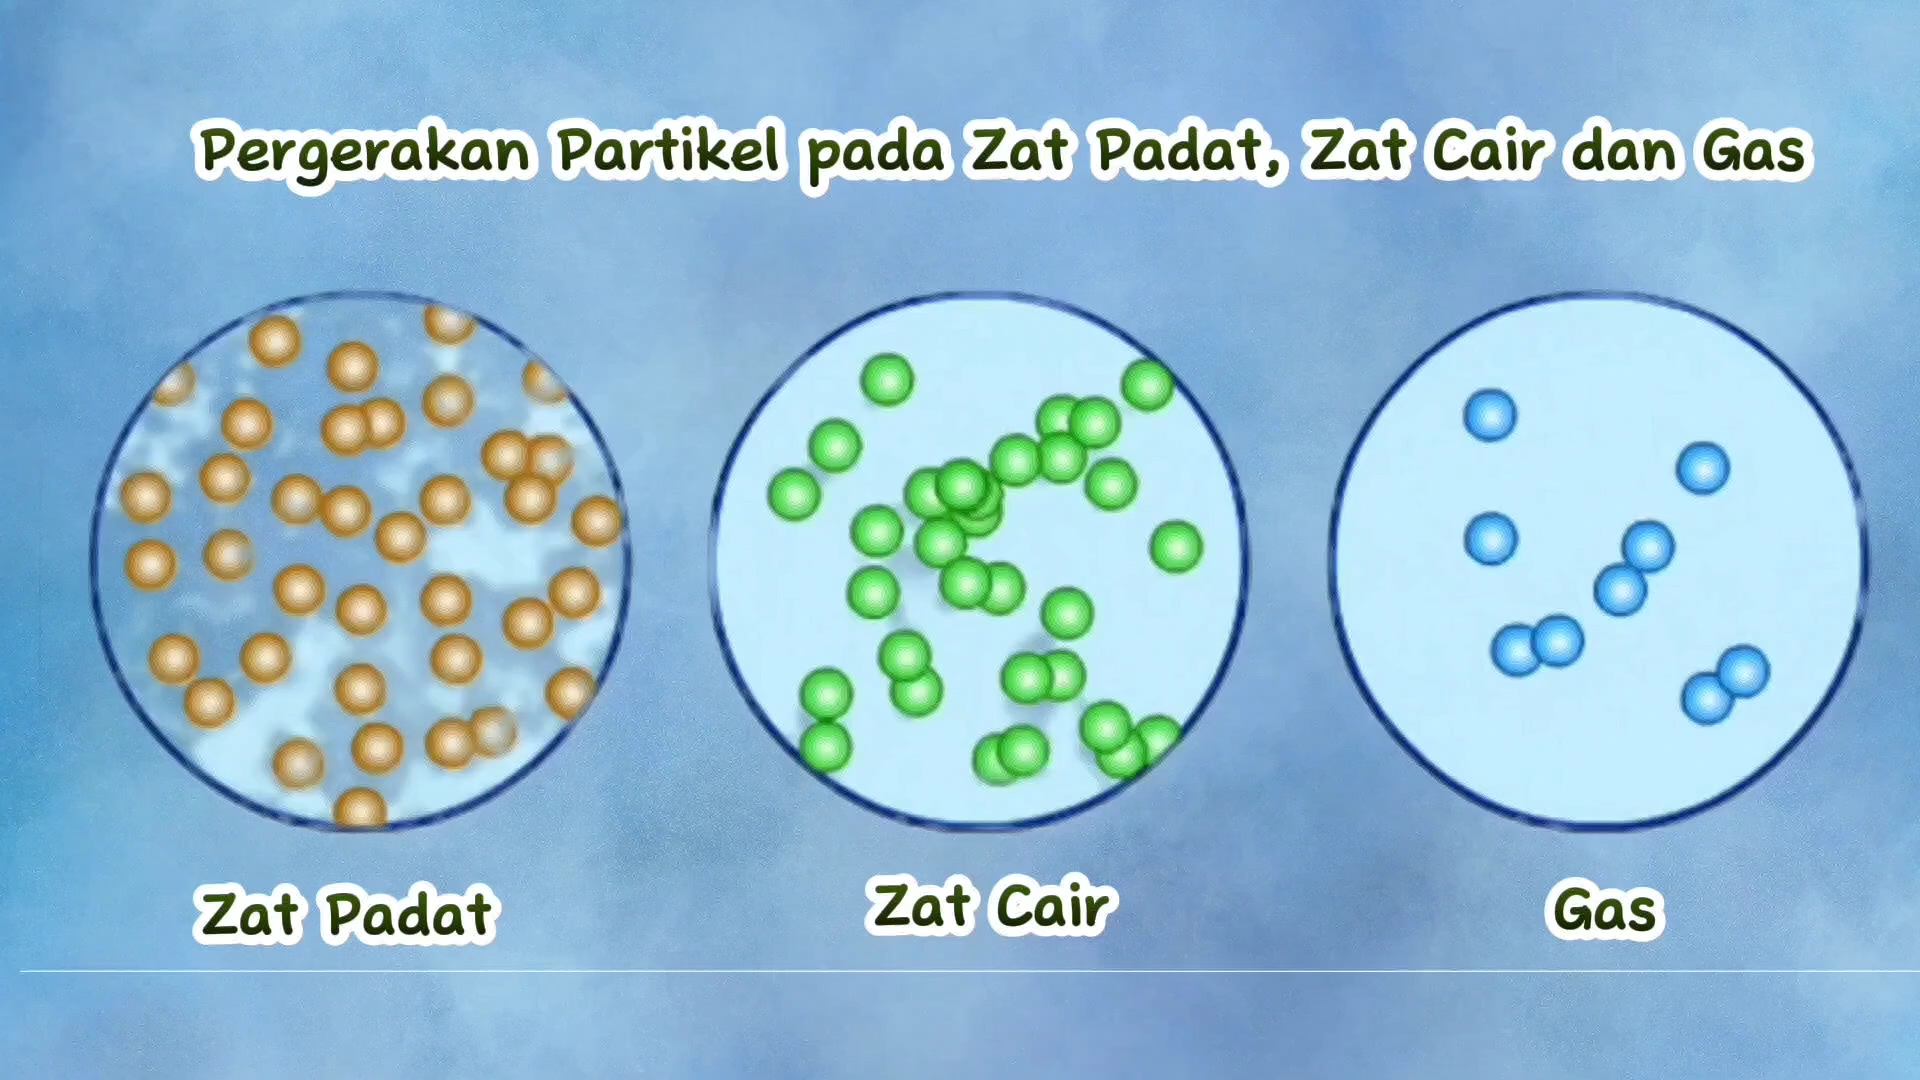 Pergerakan Partikel pada Zat Padat, Zat Cair dan Gas
Zat Padat
Zat Cair
Gas